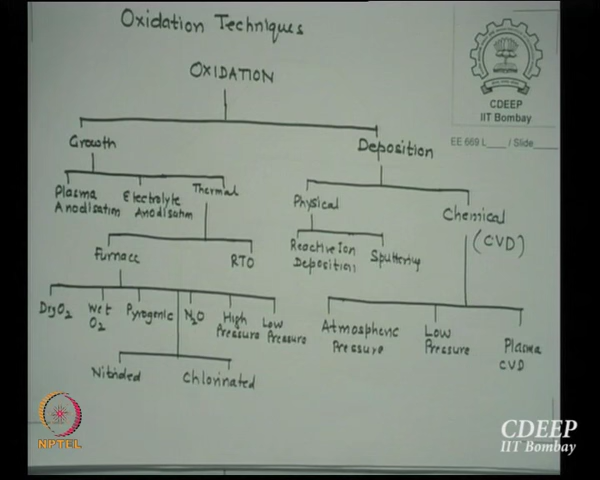 Oxidation Techniques
OXIDATION
CDEEP
IIT Bombay
EE 669 L____ / Slide____
Growth
Deposition
Plasma
Anodisation
Electrolyte
Anodisation
Thermal
Physical
Chemical
(CVD)
Furnace
RTO
Reactive Ion
Deposition
Sputtering
Dry O2
Wet
O2
Pyrogenic
N2O
High
Pressure
Low
Pressure
Atmospheric
Pressure
Low
Pressure
Plasma
CVD
Nitrided
Chlorinated
NPTEL
CDEEP
IIT Bombay